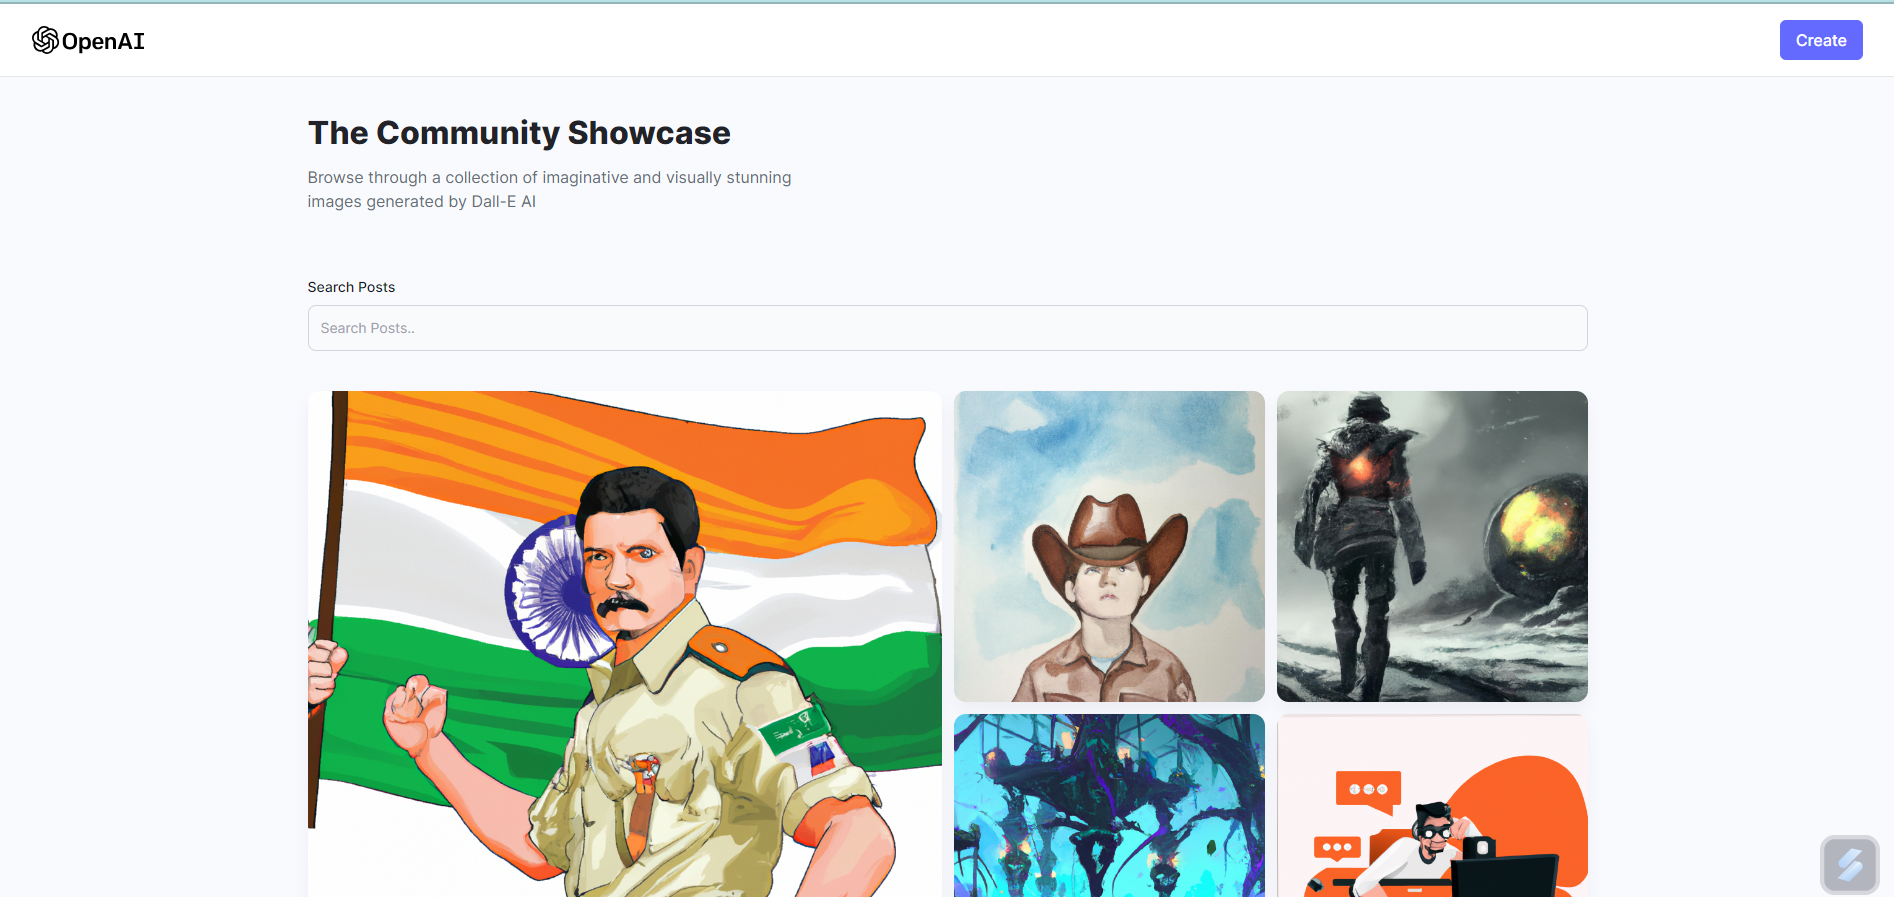 OpenAI
Create
The Community Showcase
Browse through a collection of imaginative and visually stunning
images generated by Dall-E AI
Search Posts
Search Posts..